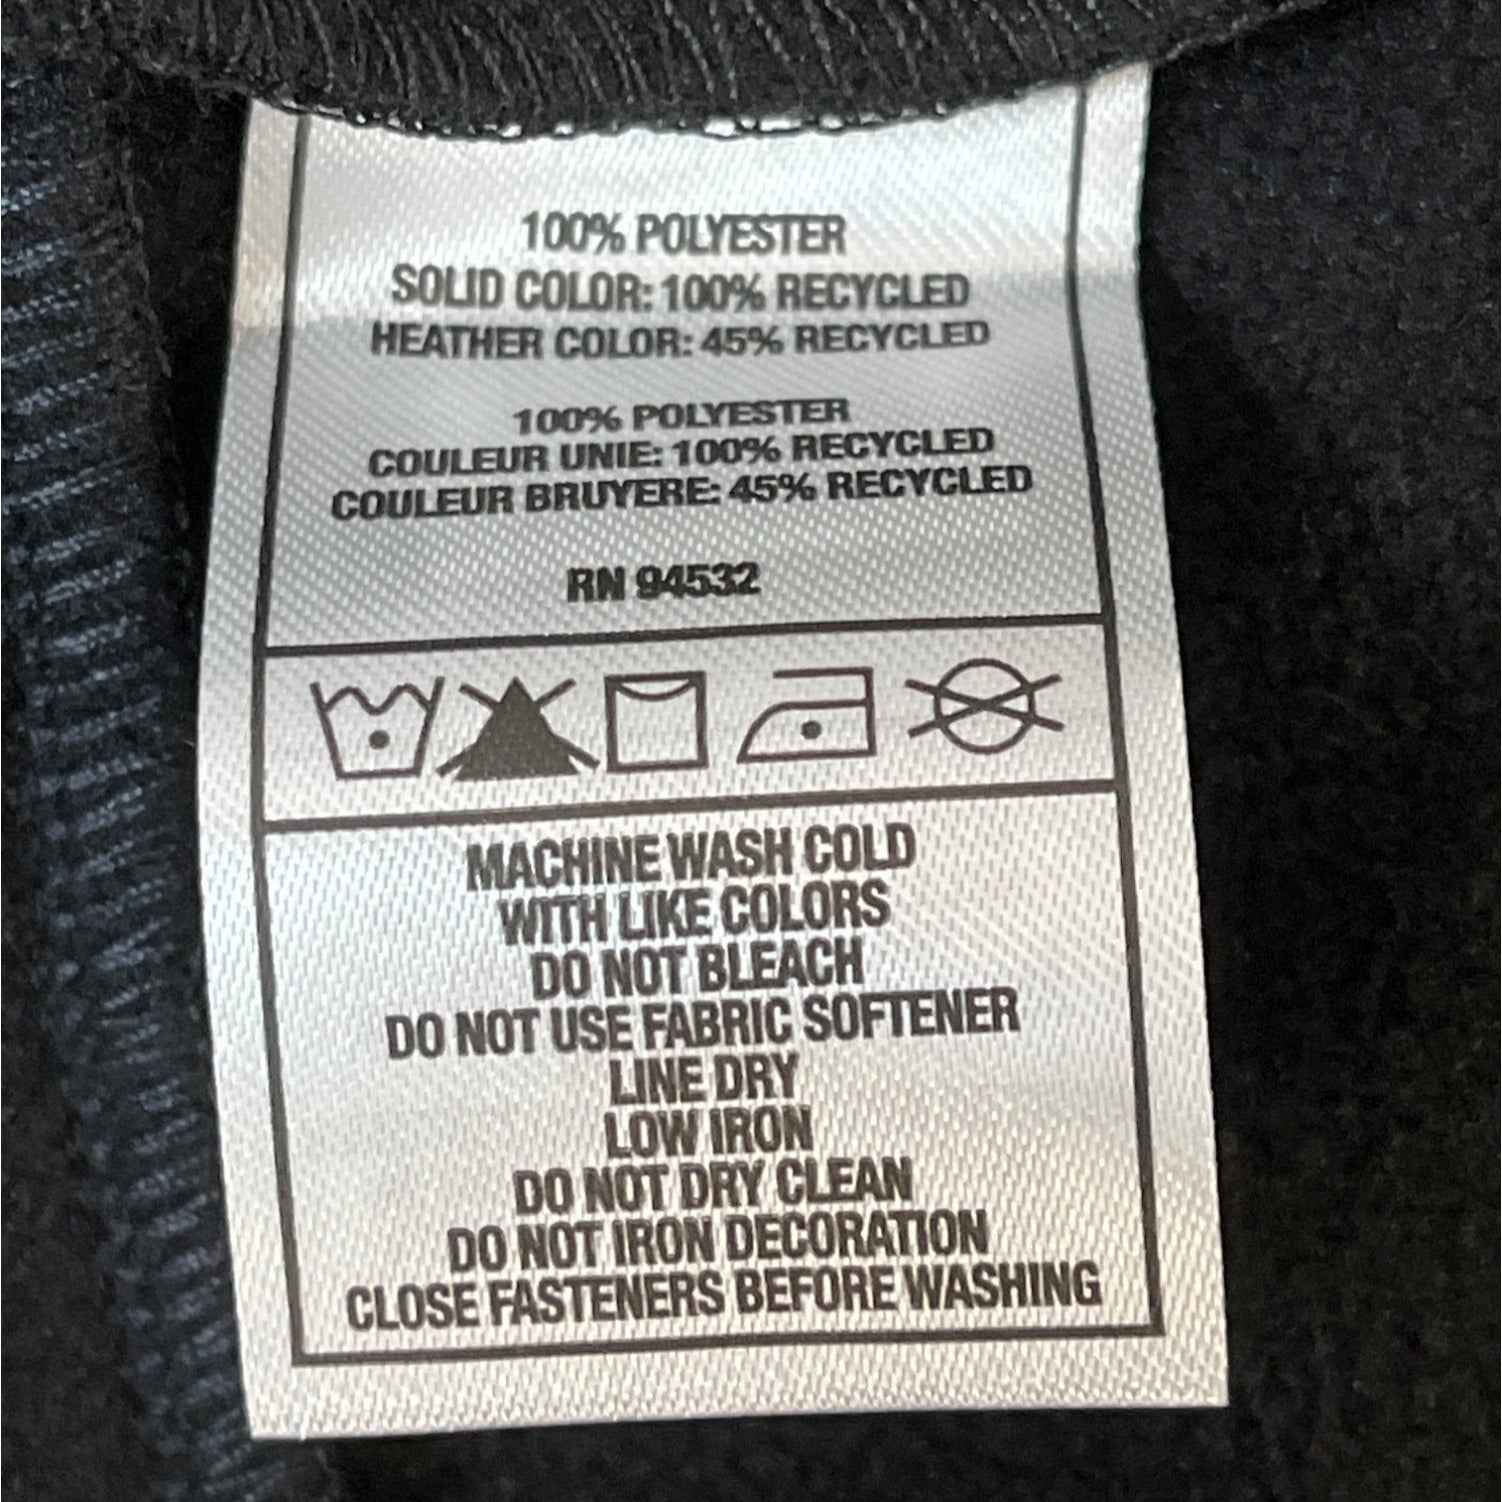 100% POLYESTER
SOLID COLOR: 100% RECYCLED
HEATHER COLOR: 45% RECYCLED
100% POLYESTER
COULEUR UNIE: 100% RECYCLED
COULEUR BRUYERE: 45% RECYCLED
RN 94532
MACHINE WASH COLD
WITH LIKE COLORS
DO NOT BLEACH
DO NOT USE FABRIC SOFTENER
LINE DRY
LOW IRON
DO NOT DRY CLEAN
DO NOT IRON DECORATION
CLOSE FASTENERS BEFORE WASHING